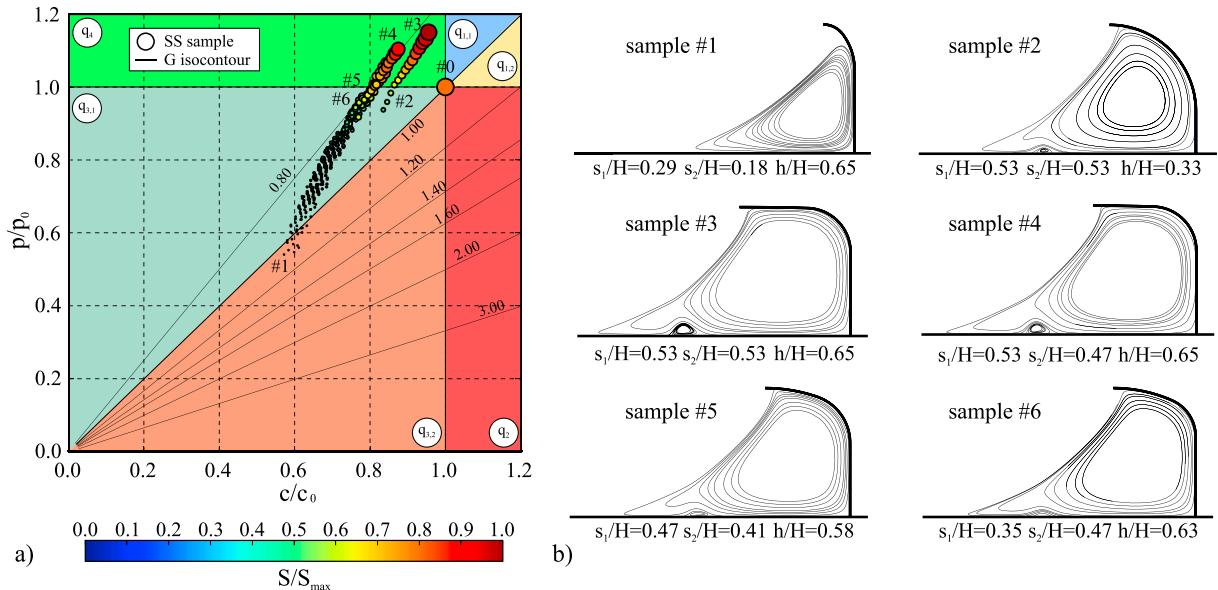 1.2
1.0
0.8
0.6
0.4
0.2
0.0
p/p₀
q₄
SS sample
G isocontour
#4
#3
q₁,₁
#0
q₁,₂
#5
#6
#2
q₃,₁
1.00
0.80
1.20
1.40
1.60
2.00
3.00
#1
q₃,₂
q₂
0.0 0.2 0.4 0.6 0.8 1.0 1.2
c/c₀
0.0 0.1 0.2 0.3 0.4 0.5 0.6 0.7 0.8 0.9 1.0
S/Sₘₐₓ
a)
sample #1
s₁/H=0.29 s₂/H=0.18 h/H=0.65
sample #2
s₁/H=0.53 s₂/H=0.53 h/H=0.33
sample #3
s₁/H=0.53 s₂/H=0.53 h/H=0.65
sample #4
s₁/H=0.53 s₂/H=0.47 h/H=0.65
sample #5
s₁/H=0.47 s₂/H=0.41 h/H=0.58
sample #6
s₁/H=0.35 s₂/H=0.47 h/H=0.63
b)